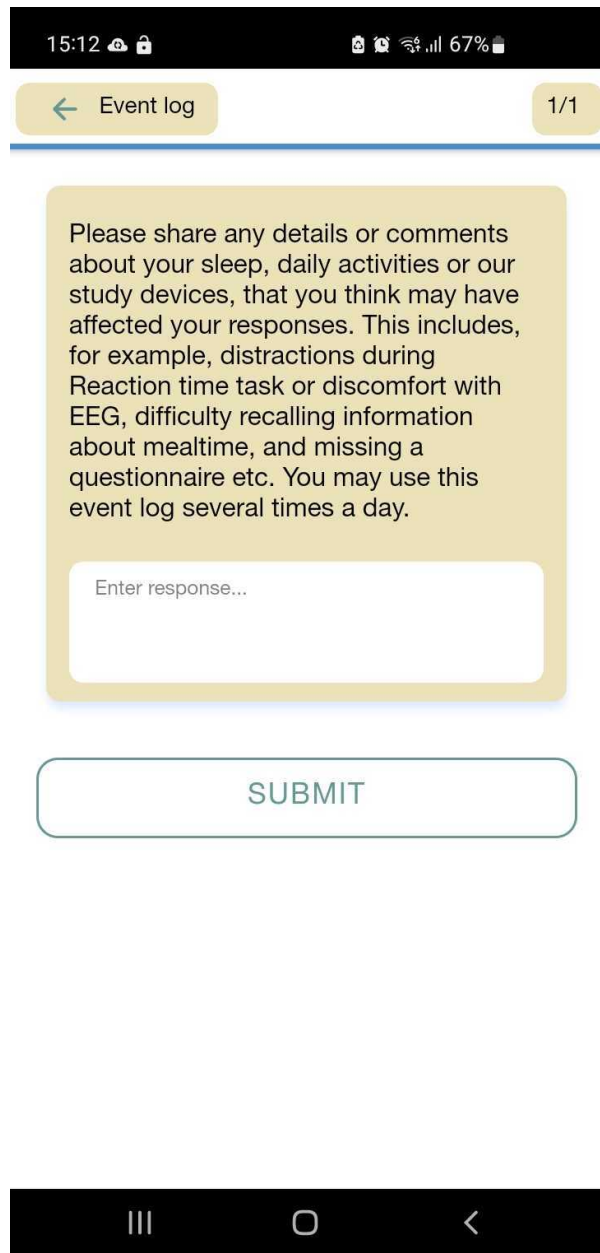 15:12 67%
Event log 1/1
Please share any details or comments
about your sleep, daily activities or our
study devices, that you think may have
affected your responses. This includes,
for example, distractions during
Reaction time task or discomfort with
EEG, difficulty recalling information
about mealtime, and missing a
questionnaire etc. You may use this
event log several times a day.
Enter response...
SUBMIT